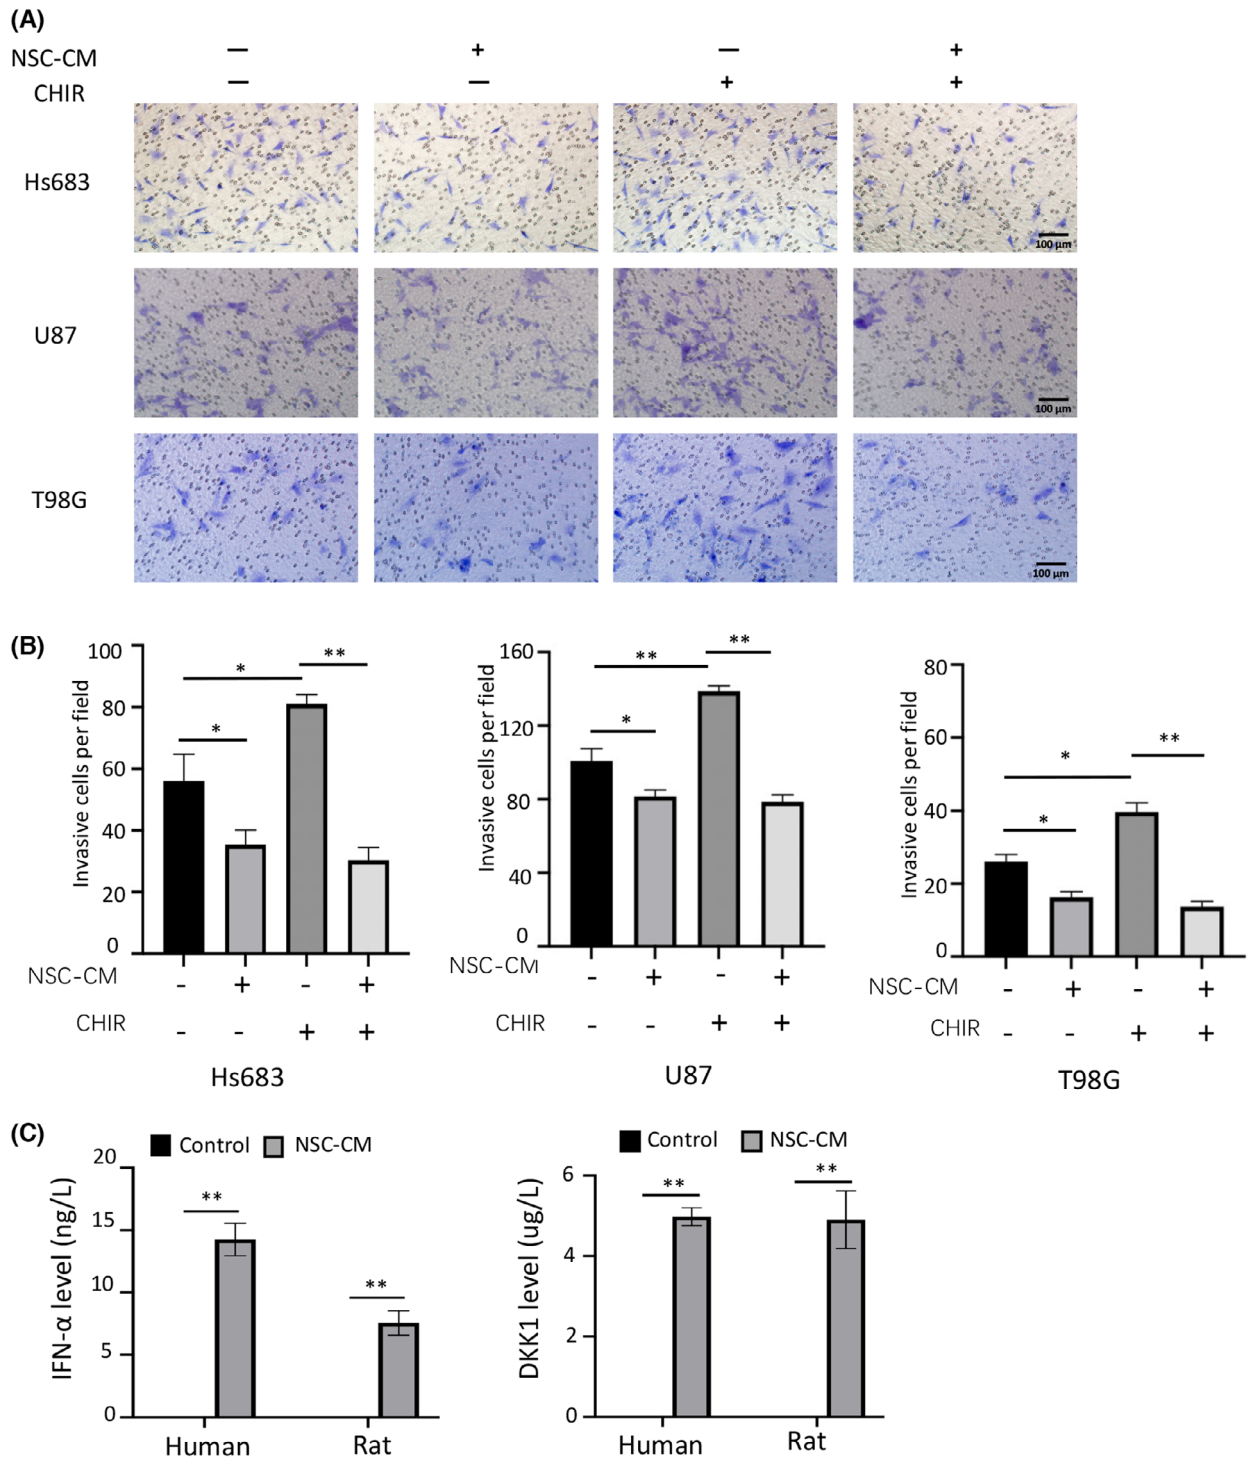 (A)
NSC-CM — + — +
CHIR — — + +
Hs683
100 µm
U87
100 µm
T98G
100 µm
(B)
Invasive cells per field
100
80
60
40
20
0
* * **
NSC-CM - + - +
CHIR - - + +
Hs683
Invasive cells per field
160
120
80
40
0
* ** **
NSC-CM - + - +
CHIR - - + +
U87
Invasive cells per field
80
60
40
20
0
* * **
NSC-CM - + - +
CHIR - - + +
T98G
(C)
Control NSC-CM
IFN-α level (ng/L)
20
15
10
5
0
** **
Human Rat
Control NSC-CM
DKK1 level (ug/L)
6
4
2
0
** **
Human Rat